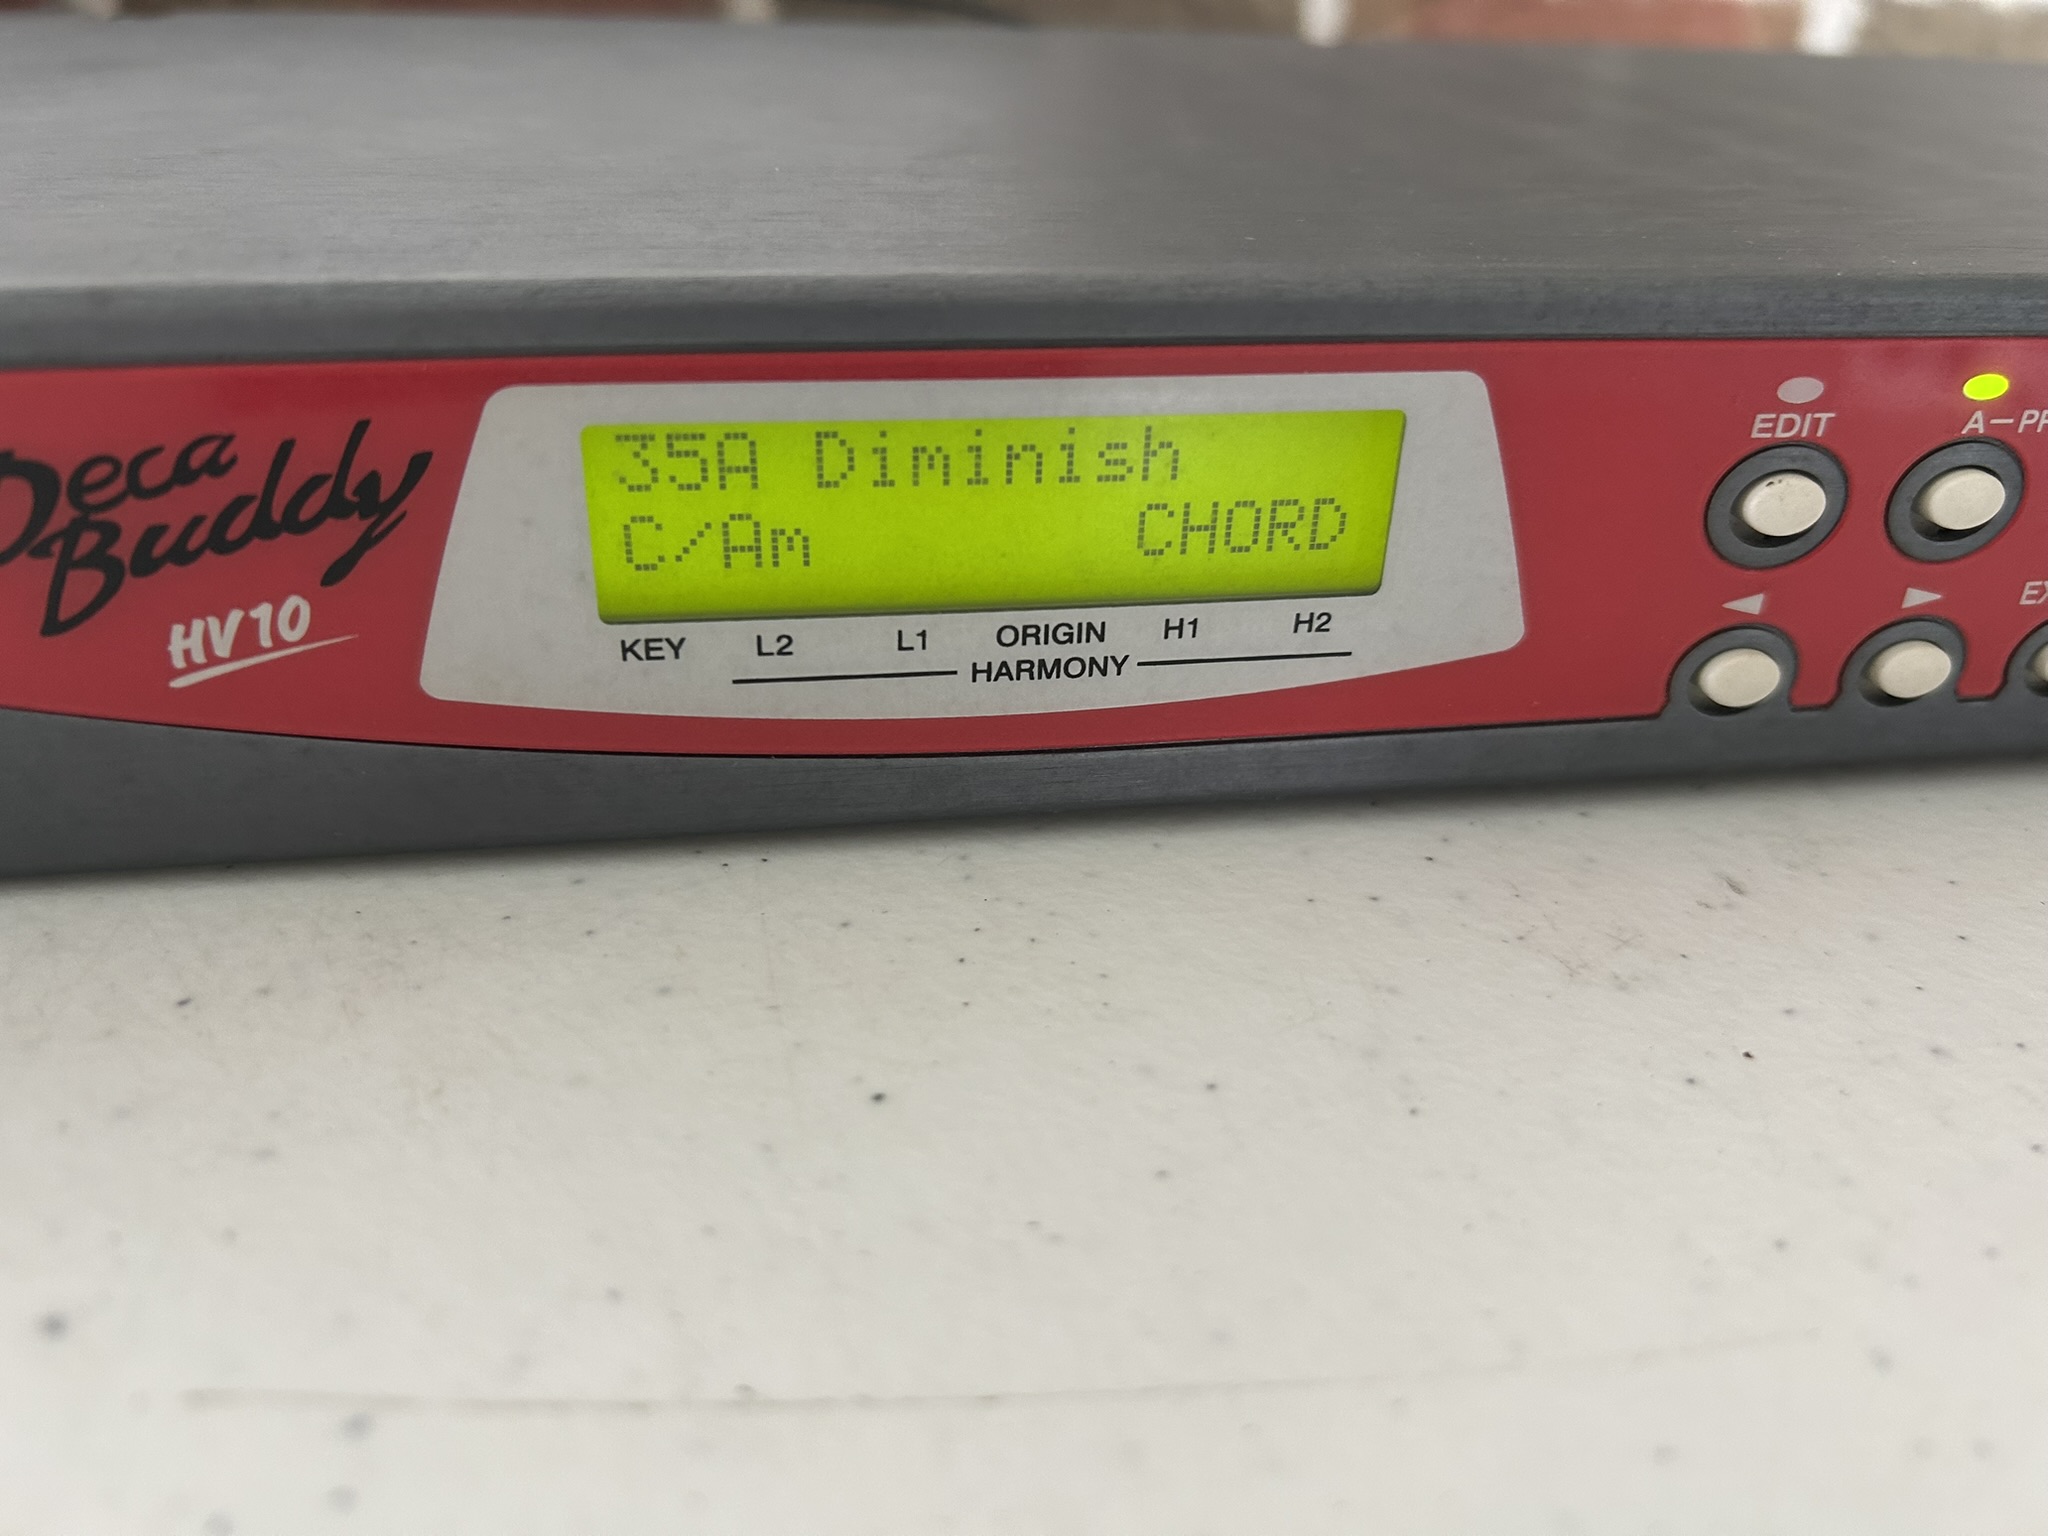 Deca
Buddy
HV10
35A Diminish
C/Am CHORD
KEY L2 L1 ORIGIN H1 H2
HARMONY
EDIT